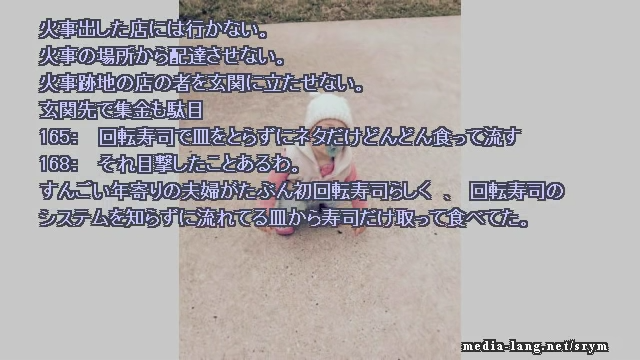 火事出した店には行かない。
火事の場所から配達させない。
火事跡地の店の者を玄関に立たせない。
玄関先で集金も駄目
165: 回転寿司で皿をとらずにネタだけどんどん食って流す
168: それ目撃したことあるわ。
すんごい年寄りの夫婦がたぶん初回転寿司らしく 、 回転寿司の
システムを知らずに流れてる皿から寿司だけ取って食べてた。
media-lang.net/srym